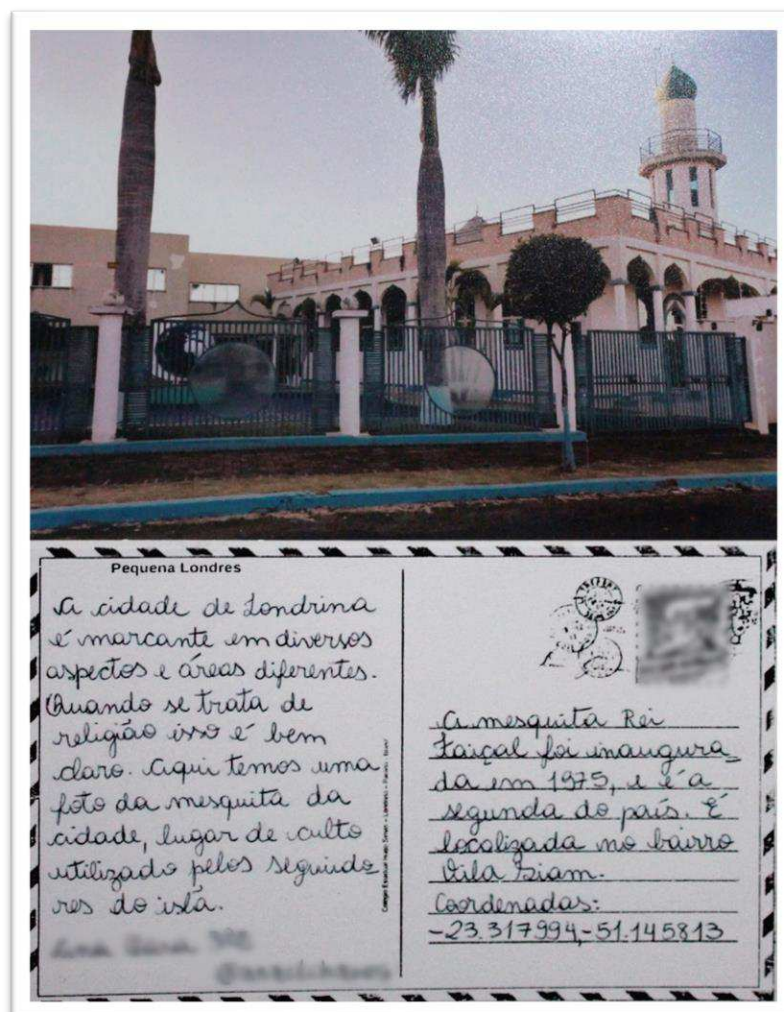 Pequena Londres
A cidade de Londrina
é marcante em diversos
aspectos e áreas diferentes.
Quando se trata de
religião isso é bem
claro. Aqui temos uma
foto da mesquita da
cidade, lugar de culto
utilizado pelos seguido
res do islã.
A mesquita Rei
Faiçal foi inaugura_
da em 1975, e é a
segunda do país. É
localizada no bairro
Vila Siam.
Coordenadas:
-23.317994,-51.145813